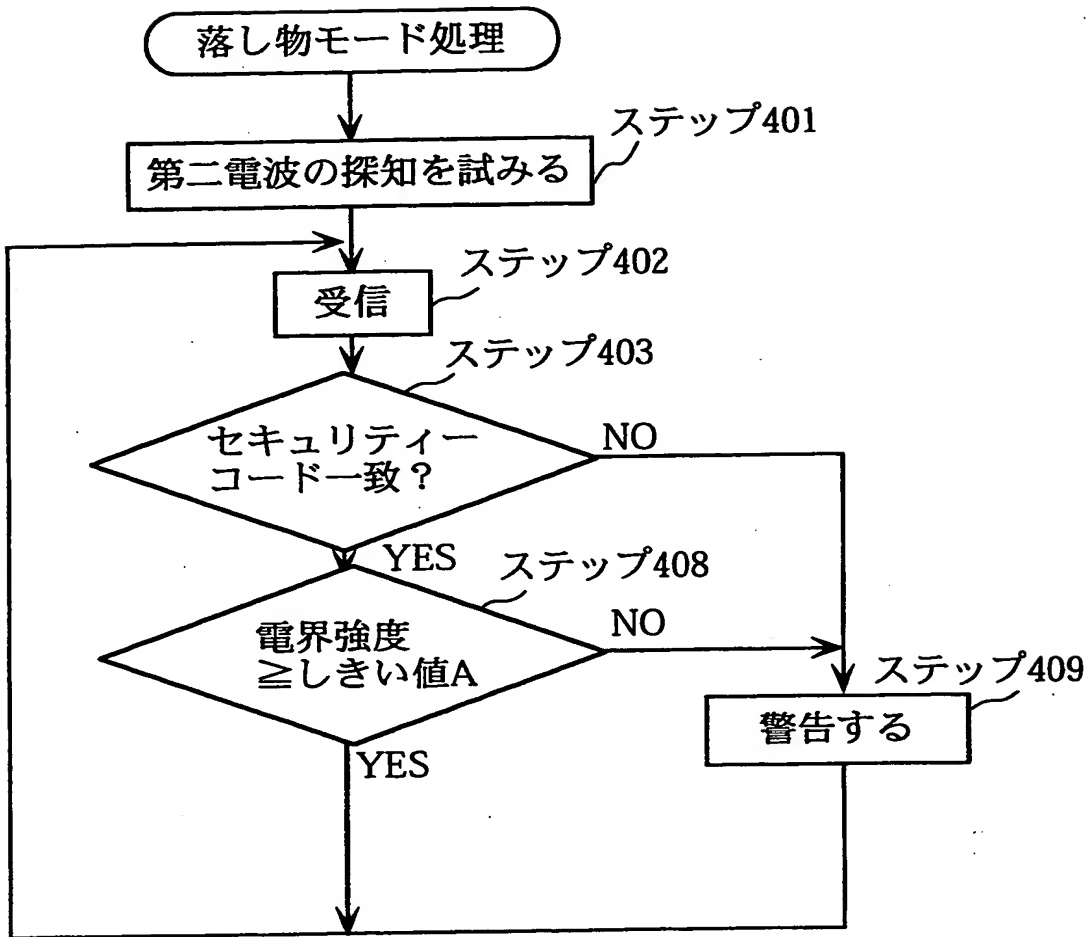 落し物モード処理
ステップ401
第二電波の探知を試みる
ステップ402
受信
ステップ403
セキュリティー
コード一致？
NO
YES
ステップ408
電界強度
≧しきい値A
NO
ステップ409
警告する
YES